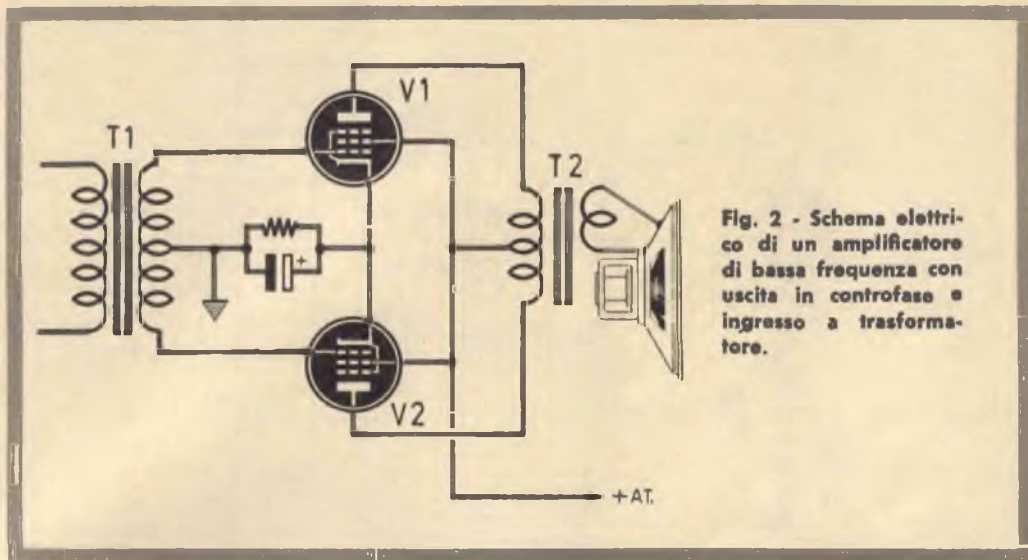 T1
V1
T 2
+
V2
+AT.
Fig. 2 - Schema elettri-
co di un amplificatore
di bassa frequenza con
uscita in controfase e
ingresso a trasforma-
tore.